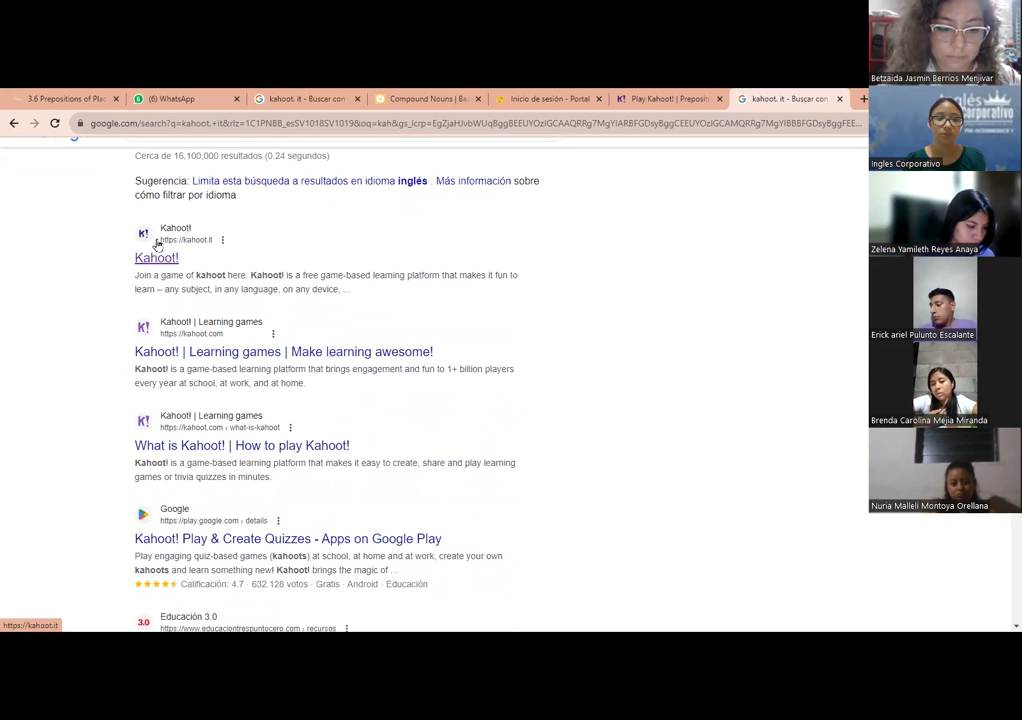 3.6 Prepositions of Plac
(6) WhatsApp
kahoot. it - Buscar con
Compound Nouns | Ba
Inicio de sesión - Portal
Play Kahoot! | Preposit
kahoot. it - Buscar con
google.com/search?q=kahoot.+it&rlz=1C1PNBB_esSV1018SV1019&oq=kah&gs_lcrp=EgZjaHJvbWUqBggBEEUYOzIGCAAQRRg7MgYIARBFGDsyBggCEEUYOzIGCAMQRRg7MgYIBBBFGDsyBggFEE...
Cerca de 16,100,000 resultados (0.24 segundos)
Sugerencia: Limita esta búsqueda a resultados en idioma inglés . Más información sobre
cómo filtrar por idioma
K!
Kahoot!
https://kahoot.it
Kahoot!
Join a game of kahoot here. Kahoot! is a free game-based learning platform that makes it fun to
learn – any subject, in any language, on any device, ...
K!
Kahoot! | Learning games
https://kahoot.com
Kahoot! | Learning games | Make learning awesome!
Kahoot! is a game-based learning platform that brings engagement and fun to 1+ billion players
every year at school, at work, and at home.
K!
Kahoot! | Learning games
https://kahoot.com › what-is-kahoot
What is Kahoot! | How to play Kahoot!
Kahoot! is a game-based learning platform that makes it easy to create, share and play learning
games or trivia quizzes in minutes.
Google
https://play.google.com › details
Kahoot! Play & Create Quizzes - Apps on Google Play
Play engaging quiz-based games (kahoots) at school, at home and at work, create your own
kahoots and learn something new! Kahoot! brings the magic of ...
Calificación: 4.7 · 632.128 votos · Gratis · Android · Educación
3.0
Educación 3.0
https://www.educaciontrespuntocero.com › recursos
https://kahoot.it
Betzaida Jasmin Berrios Menjivar
Inglés
Corporativo
Ingles Corporativo
Zelena Yamileth Reyes Anaya
Erick ariel Pulunto Escalante
Brenda Carolina Mejia Miranda
Nuria Malleli Montoya Orellana